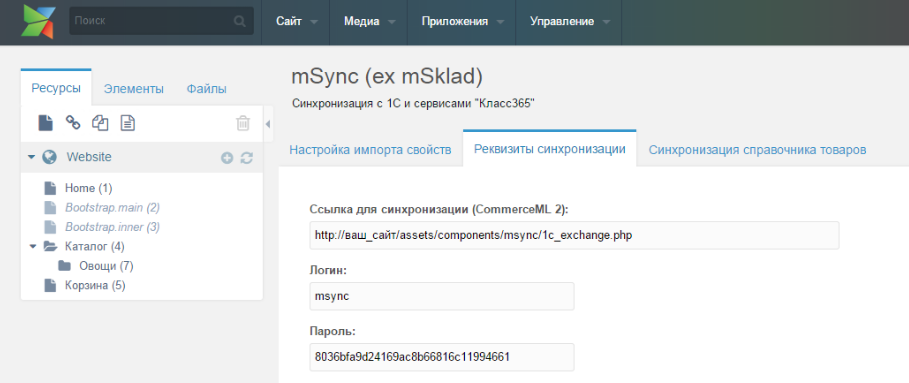 Поиск Сайт Медиа Приложения Управление
mSync (ex mSklad)
Синхронизация с 1С и сервисами "Класс365"
Ресурсы Элементы Файлы
Настройка импорта свойств Реквизиты синхронизации Синхронизация справочника товаров
Website
Home (1)
Bootstrap.main (2)
Bootstrap.inner (3)
Каталог (4)
Овощи (7)
Корзина (5)
Ссылка для синхронизации (CommerceML 2):
http://ваш_сайт/assets/components/msync/1c_exchange.php
Логин:
msync
Пароль:
8036bfa9d24169ac8b66816c11994661